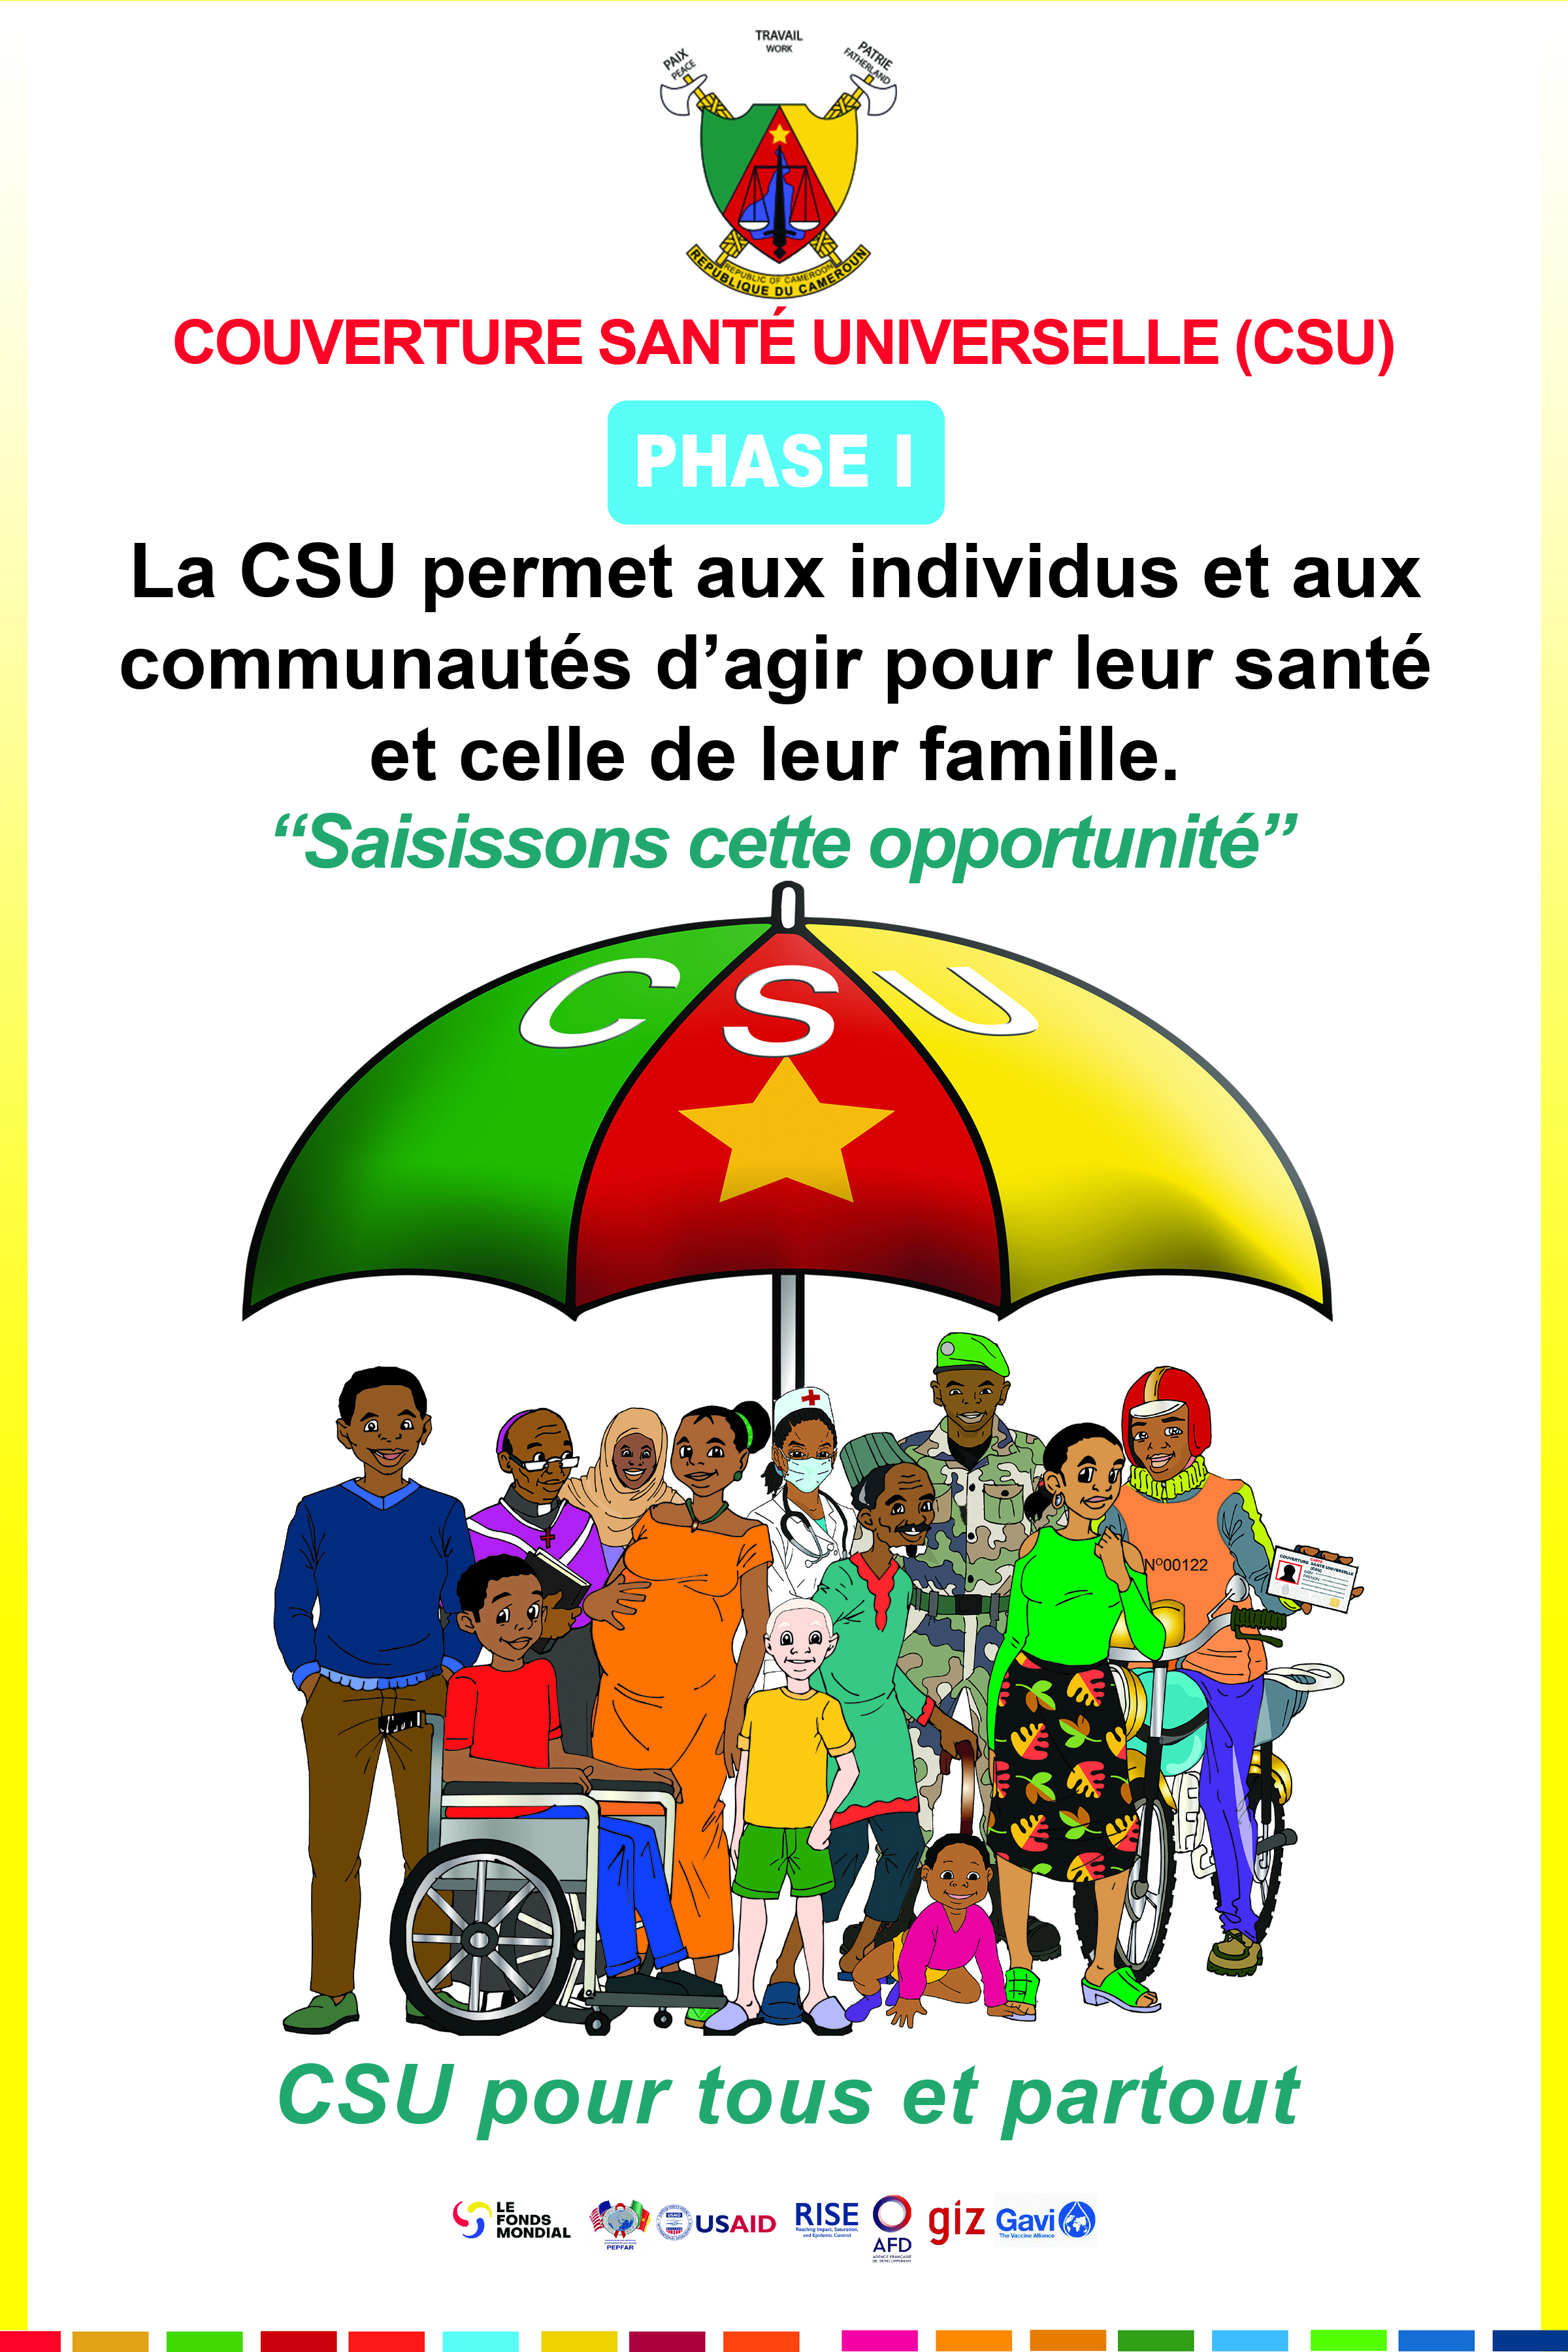 TRAVAIL
WORK
PAIX
PEACE
PATRIE
FATHERLAND
REPUBLIC OF CAMEROON
REPUBLIQUE DU CAMEROUN
COUVERTURE SANTÉ UNIVERSELLE (CSU)
PHASE I
La CSU permet aux individus et aux
communautés d’agir pour leur santé
et celle de leur famille.
“Saisissons cette opportunité”
C S U
N°00122
COUVERTURE SANTÉ UNIVERSELLE
CSU pour tous et partout
LE
FONDS
MONDIAL
PEPFAR
USAID
USAID
RISE
Reaching Impact, Saturation,
and Epidemic Control
AFD
AGENCE FRANÇAISE
DE DÉVELOPPEMENT
giz
Gavi
The Vaccine Alliance